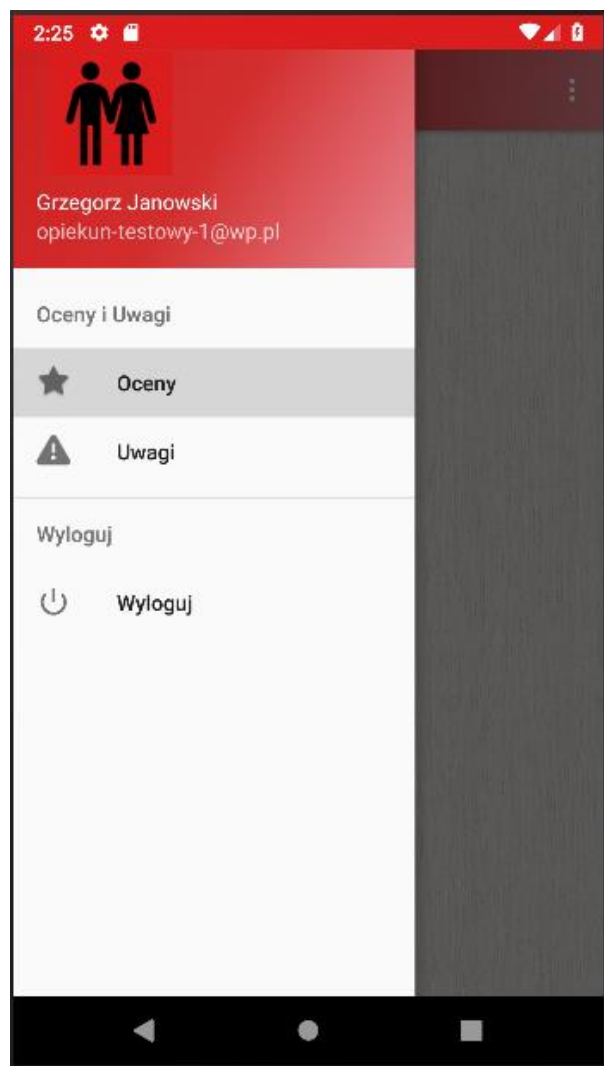 2:25
Grzegorz Janowski
opiekun-testowy-1@wp.pl
Oceny i Uwagi
Oceny
Uwagi
Wyloguj
Wyloguj